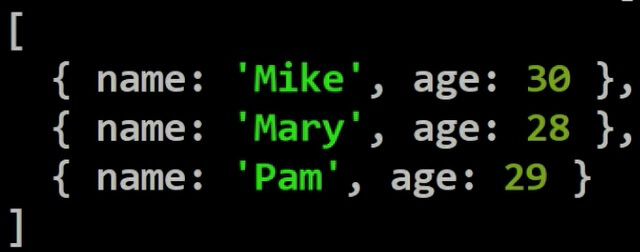 [
{ name: 'Mike', age: 30 },
{ name: 'Mary', age: 28 },
{ name: 'Pam', age: 29 }
]